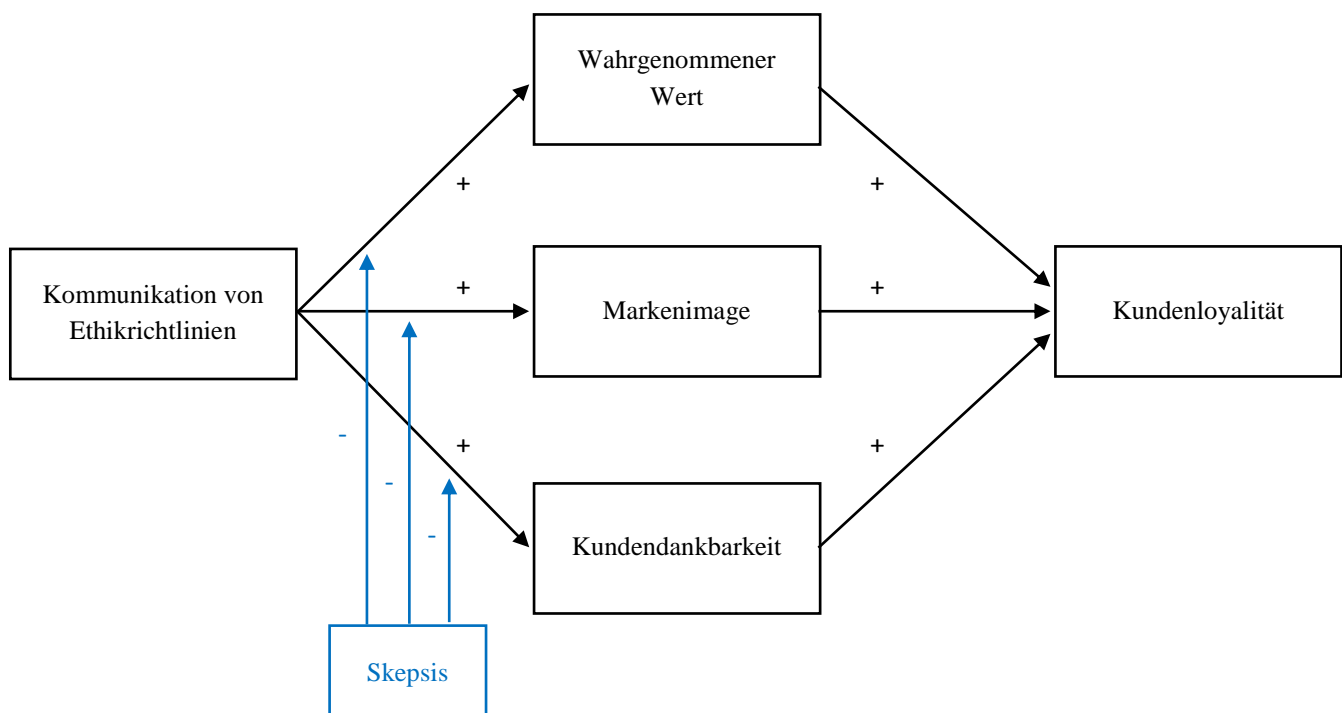 Wahrgenommener
Wert
+
+
Kommunikation von
Ethikrichtlinien
+
Markenimage
+
Kundenloyalität
-
+
-
+
-
Kundendankbarkeit
Skepsis